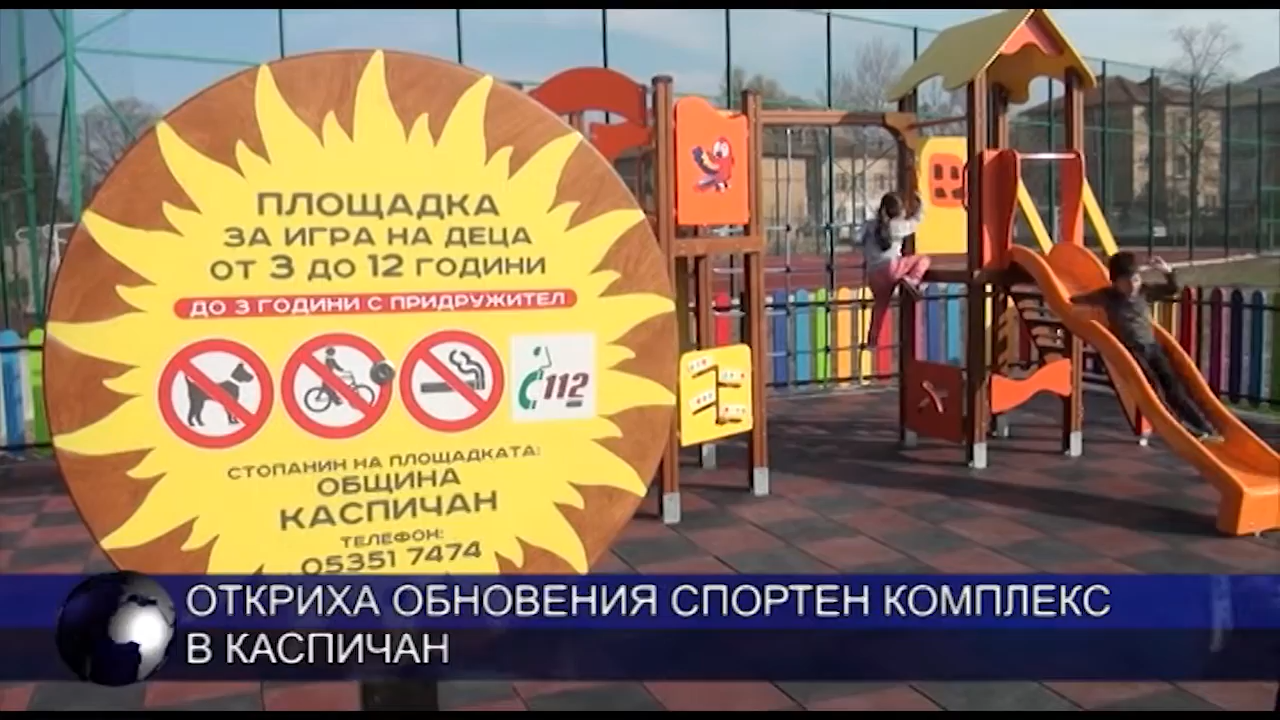 ПЛОЩАДКА
ЗА ИГРА НА ДЕЦА
ОТ 3 ДО 12 ГОДИНИ
ДО 3 ГОДИНИ С ПРИДРУЖИТЕЛ
112
СТОПАНИН НА ПЛОЩАДКАТА:
ОБЩИНА
КАСПИЧАН
ТЕЛЕФОН:
05351 7474
ОТКРИХА ОБНОВЕНИЯ СПОРТЕН КОМПЛЕКС
В КАСПИЧАН